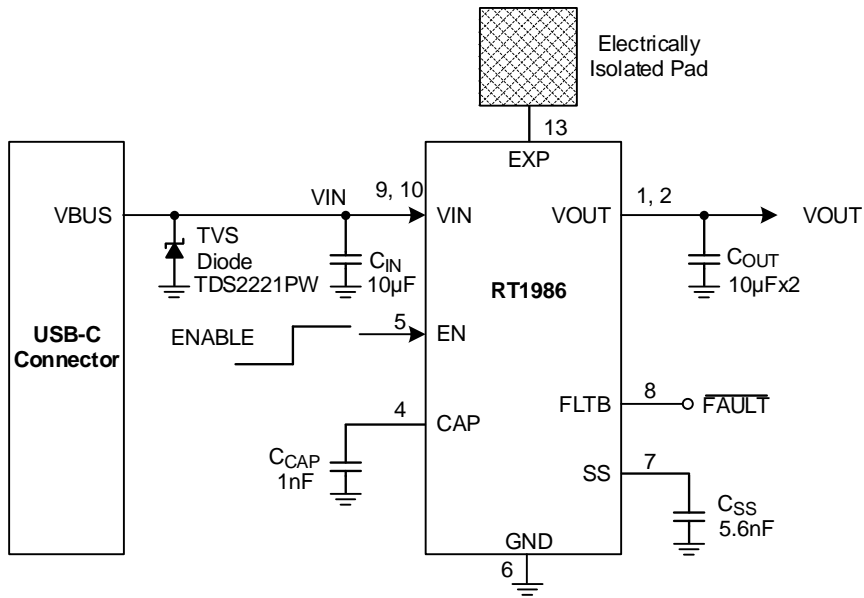 Electrically
Isolated Pad
13
EXP
VBUS
VIN
9, 10
VIN
VOUT
1, 2
VOUT
TVS
Diode
TDS2221PW
CIN
10µF
COUT
10µFx2
RT1986
USB-C
Connector
ENABLE
5
EN
4
CAP
FLTB
8
FAULT
CCAP
1nF
SS
7
CSS
5.6nF
GND
6